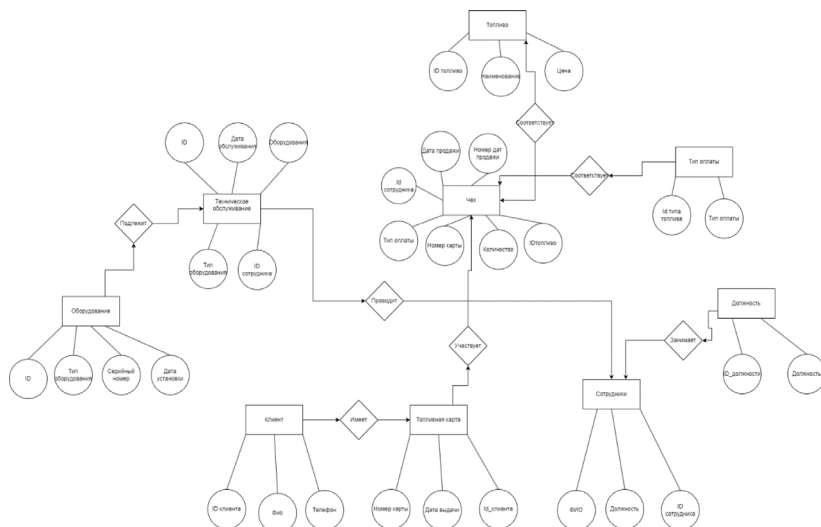 Топливо
ID топливо
Наименование
Цена
Соответствует
ID
Дата
обслуживания
Оборудования
Дата продажи
Номер дат
продажи
Id
сотрудника
Чек
Соответствует
Тип оплаты
Техническое
обслуживание
Подлежит
Id типа
топлива
Тип оплаты
Тип оплаты
Номер карты
Количество
IDтопливо
Тип
оборудования
ID
сотрудника
Оборудование
Проводит
Должность
Участвует
Занимает
ID
Тип
оборудования
Серийный
номер
Дата
установки
ID_должности
Должность
Сотрудники
Клиент
Имеет
Топливная карта
ID клиента
Фио
Телефон
Номер карты
Дата выдачи
Id_клиента
ФИО
Должность
ID
сотрудника